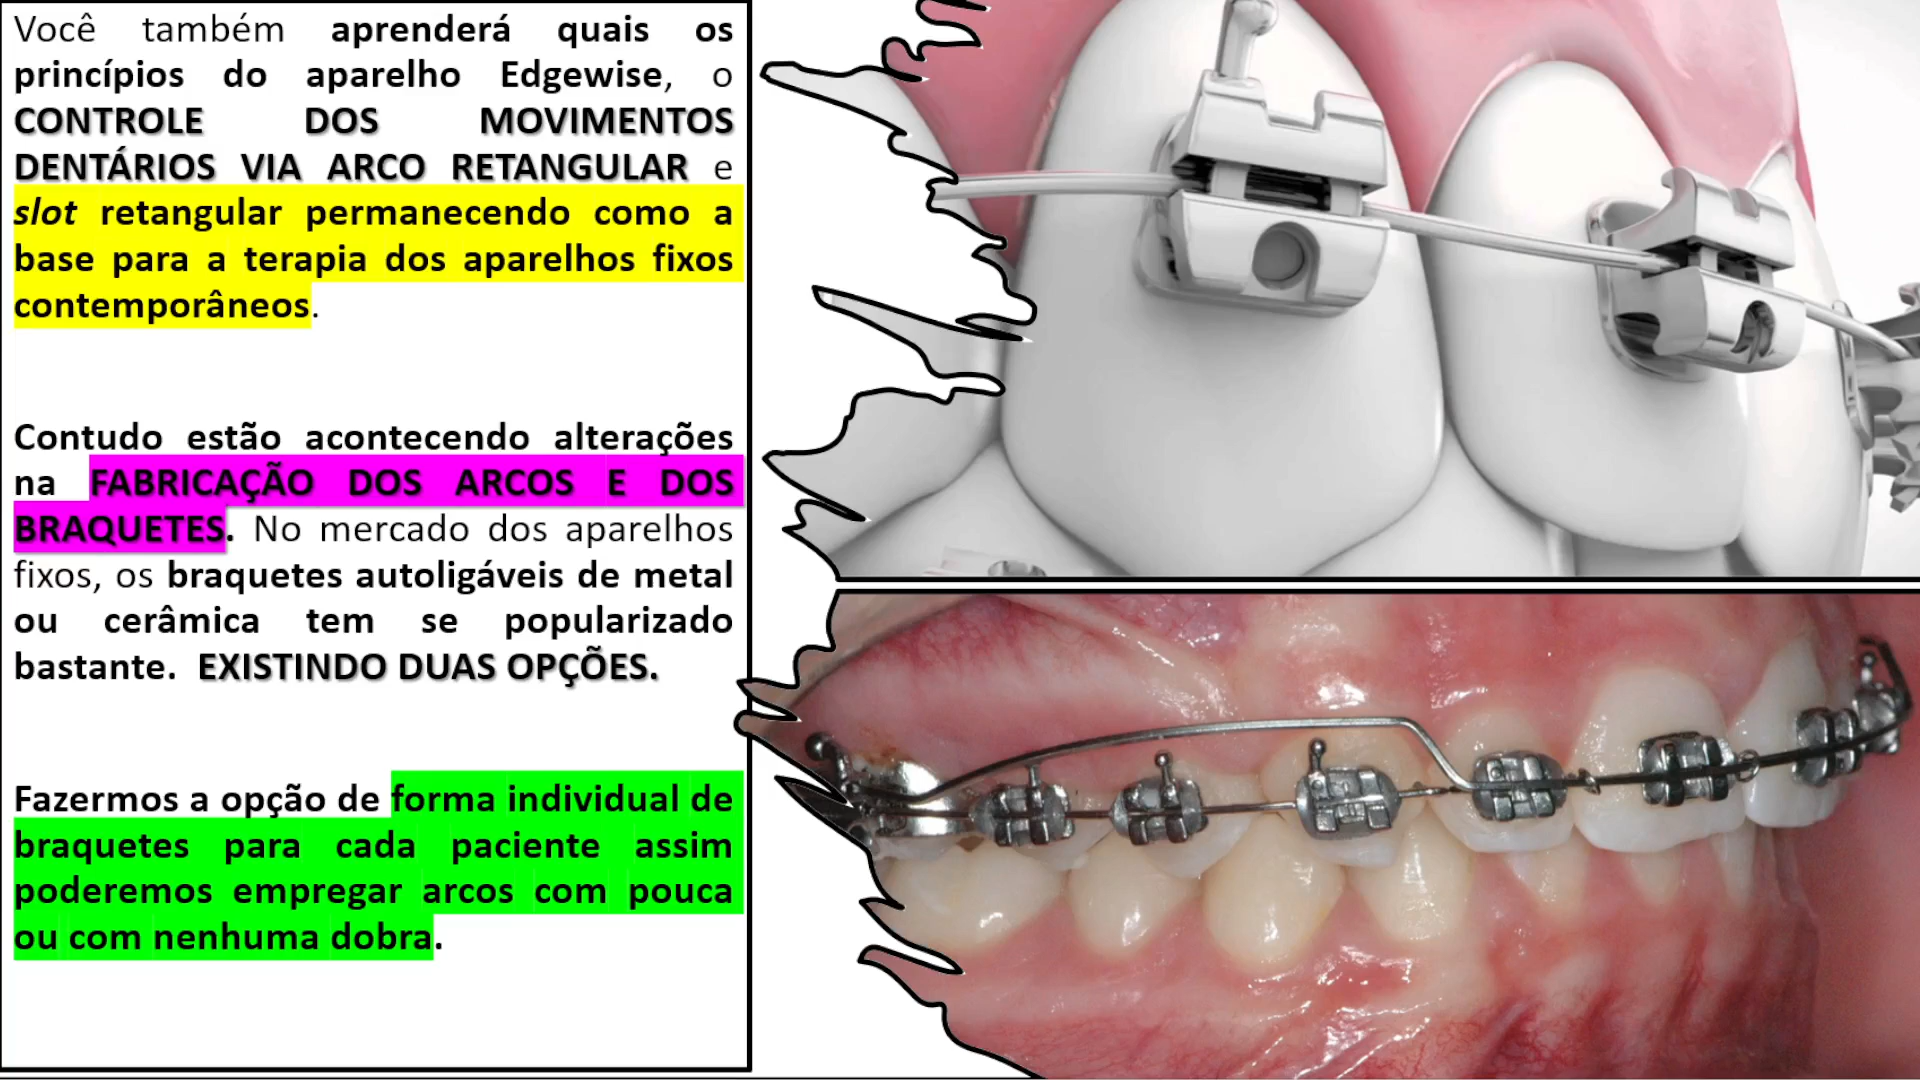 Você também aprenderá quais os
princípios do aparelho Edgewise, o
CONTROLE DOS MOVIMENTOS
DENTÁRIOS VIA ARCO RETANGULAR e
slot retangular permanecendo como a
base para a terapia dos aparelhos fixos
contemporâneos.
Contudo estão acontecendo alterações
na FABRICAÇÃO DOS ARCOS E DOS
BRAQUETES. No mercado dos aparelhos
fixos, os braquetes autoligáveis de metal
ou cerâmica tem se popularizado
bastante. EXISTINDO DUAS OPÇÕES.
Fazermos a opção de forma individual de
braquetes para cada paciente assim
poderemos empregar arcos com pouca
ou com nenhuma dobra.